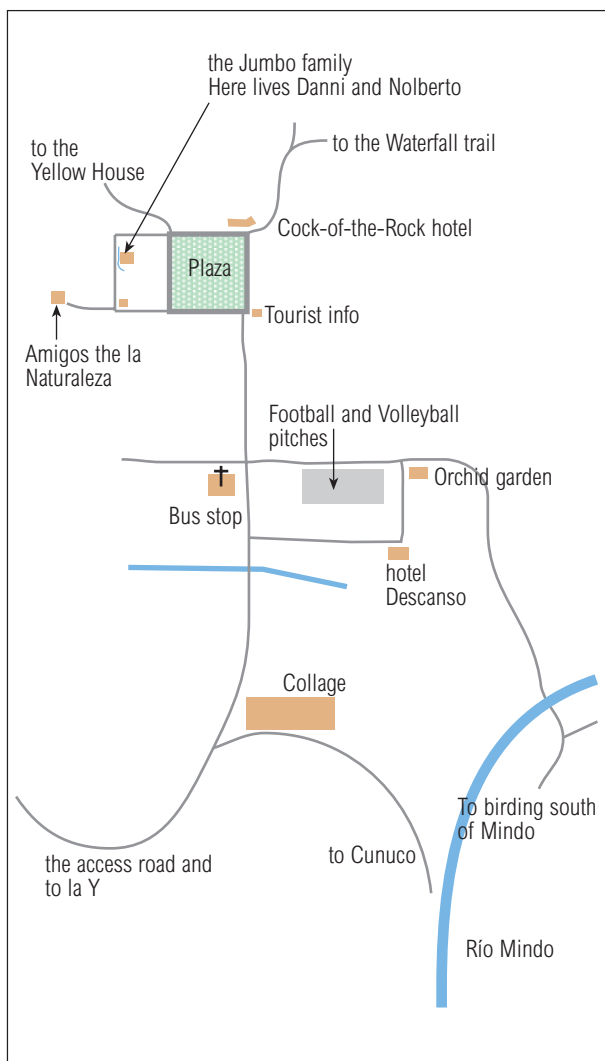 the Jumbo family
Here lives Danni and Nolberto
to the
Yellow House
to the Waterfall trail
Cock-of-the-Rock hotel
Plaza
Tourist info
Amigos the la
Naturaleza
Football and Volleyball
pitches
Orchid garden
Bus stop
hotel
Descanso
Collage
To birding south
of Mindo
the access road and
to la Y
to Cunuco
Río Mindo